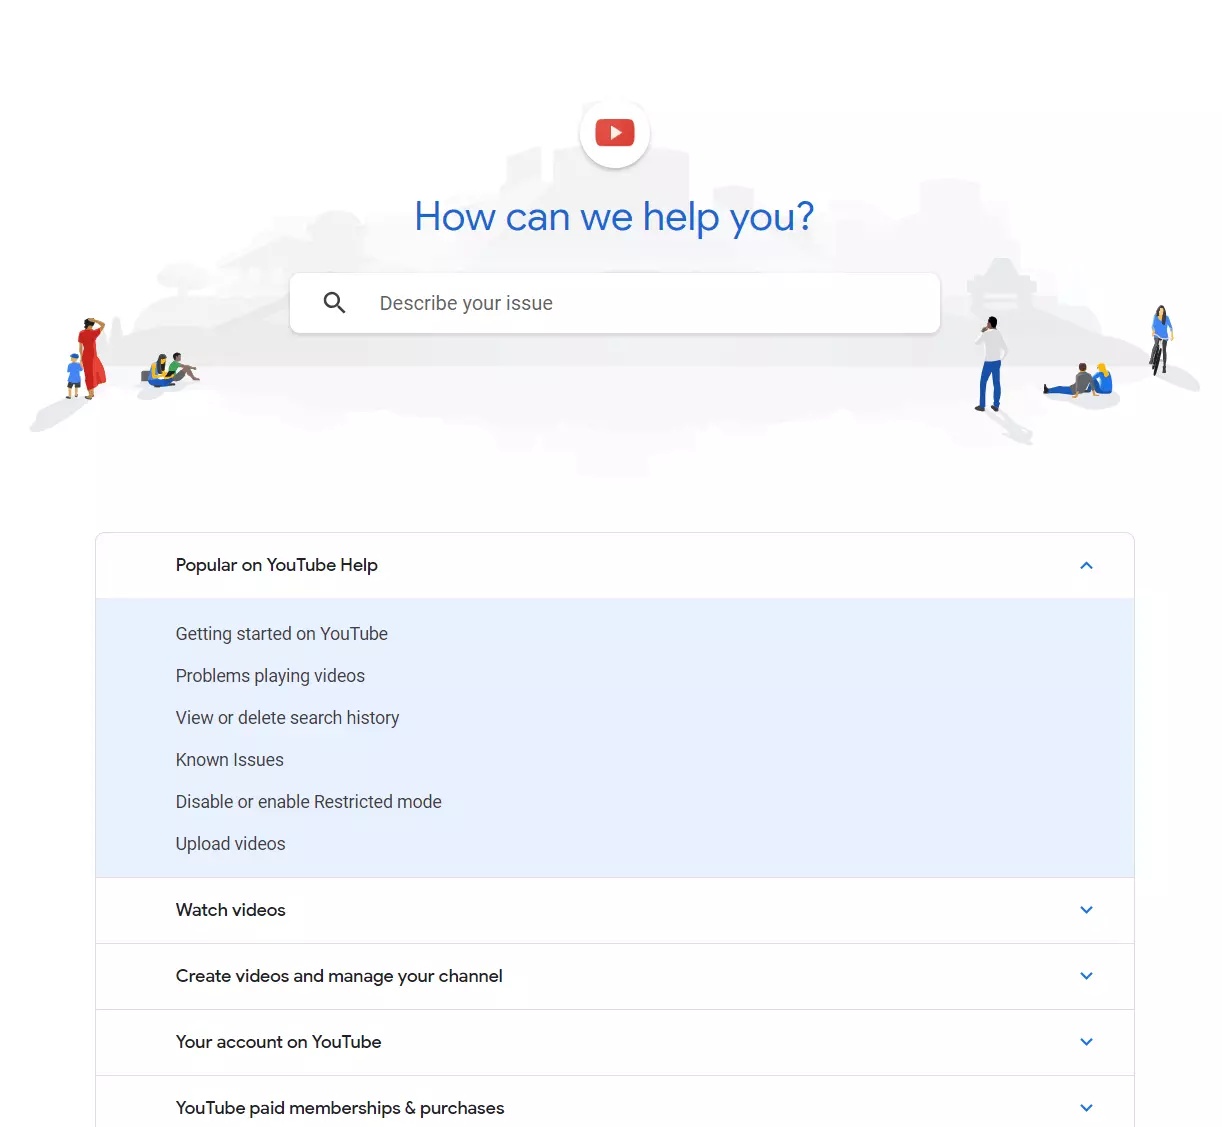 How can we help you?
Describe your issue
Popular on YouTube Help
Getting started on YouTube
Problems playing videos
View or delete search history
Known Issues
Disable or enable Restricted mode
Upload videos
Watch videos
Create videos and manage your channel
Your account on YouTube
YouTube paid memberships & purchases